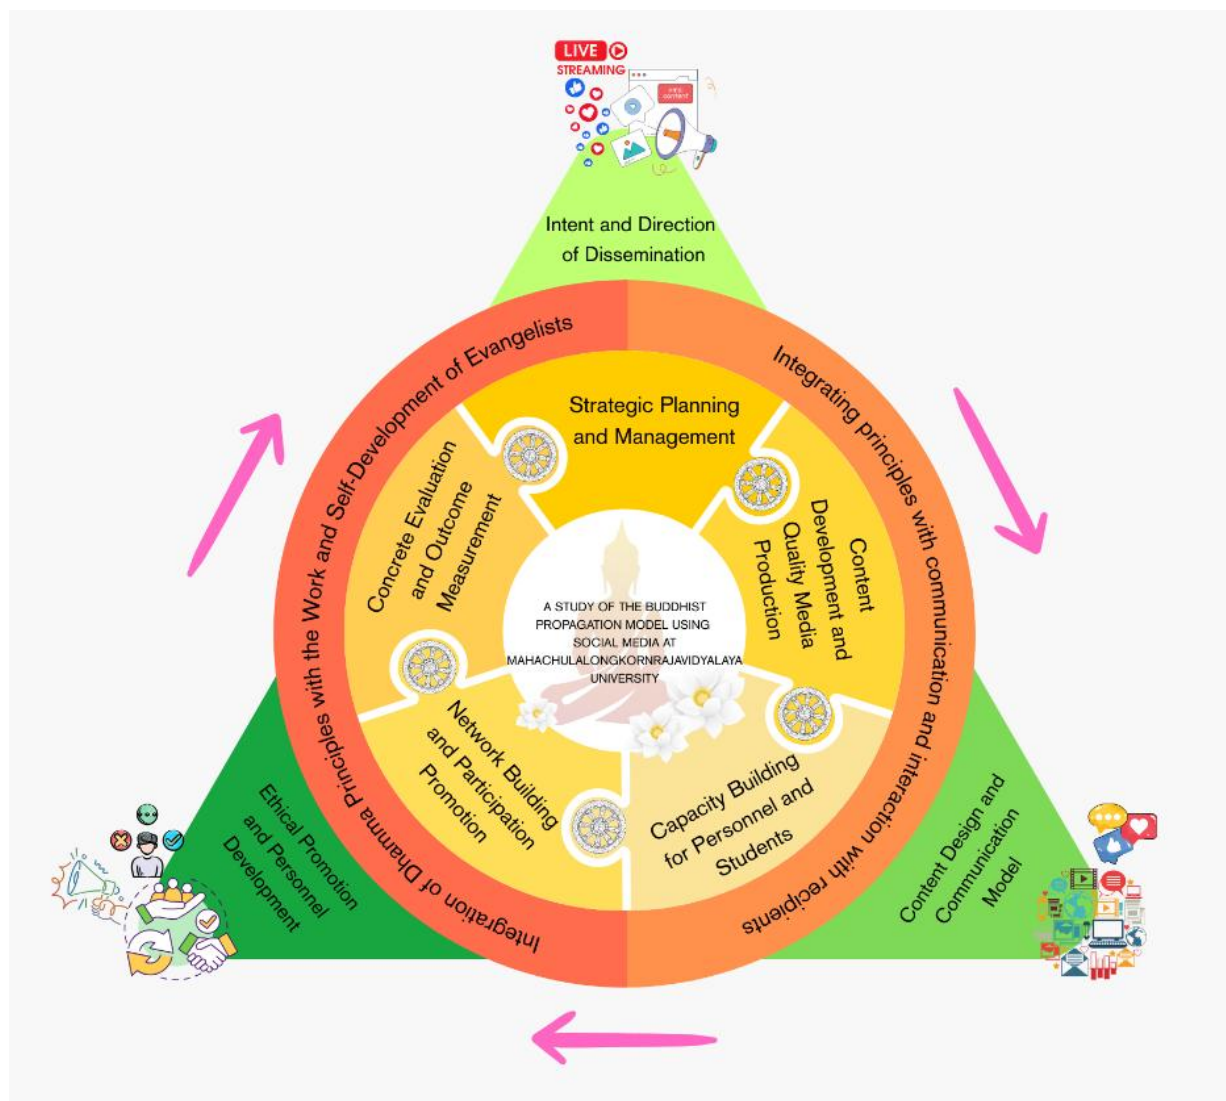 LIVE
STREAMING
Intent and Direction
of Dissemination
Integration of Dhamma Principles with the Work and Self-Development of Evangelists
Integrating principles with communication and interaction with recipients
Strategic Planning
and Management
Content
Development and
Quality Media
Production
Capacity Building
for Personnel and
Students
Network Building
and Participation
Promotion
Concrete Evaluation
and Outcome
Measurement
A STUDY OF THE BUDDHIST
PROPAGATION MODEL USING
SOCIAL MEDIA AT
MAHACHULALONGKORNRAJAVIDYALAYA
UNIVERSITY
Content Design and
Communication
Model
Ethical Promotion
and Personnel
Development